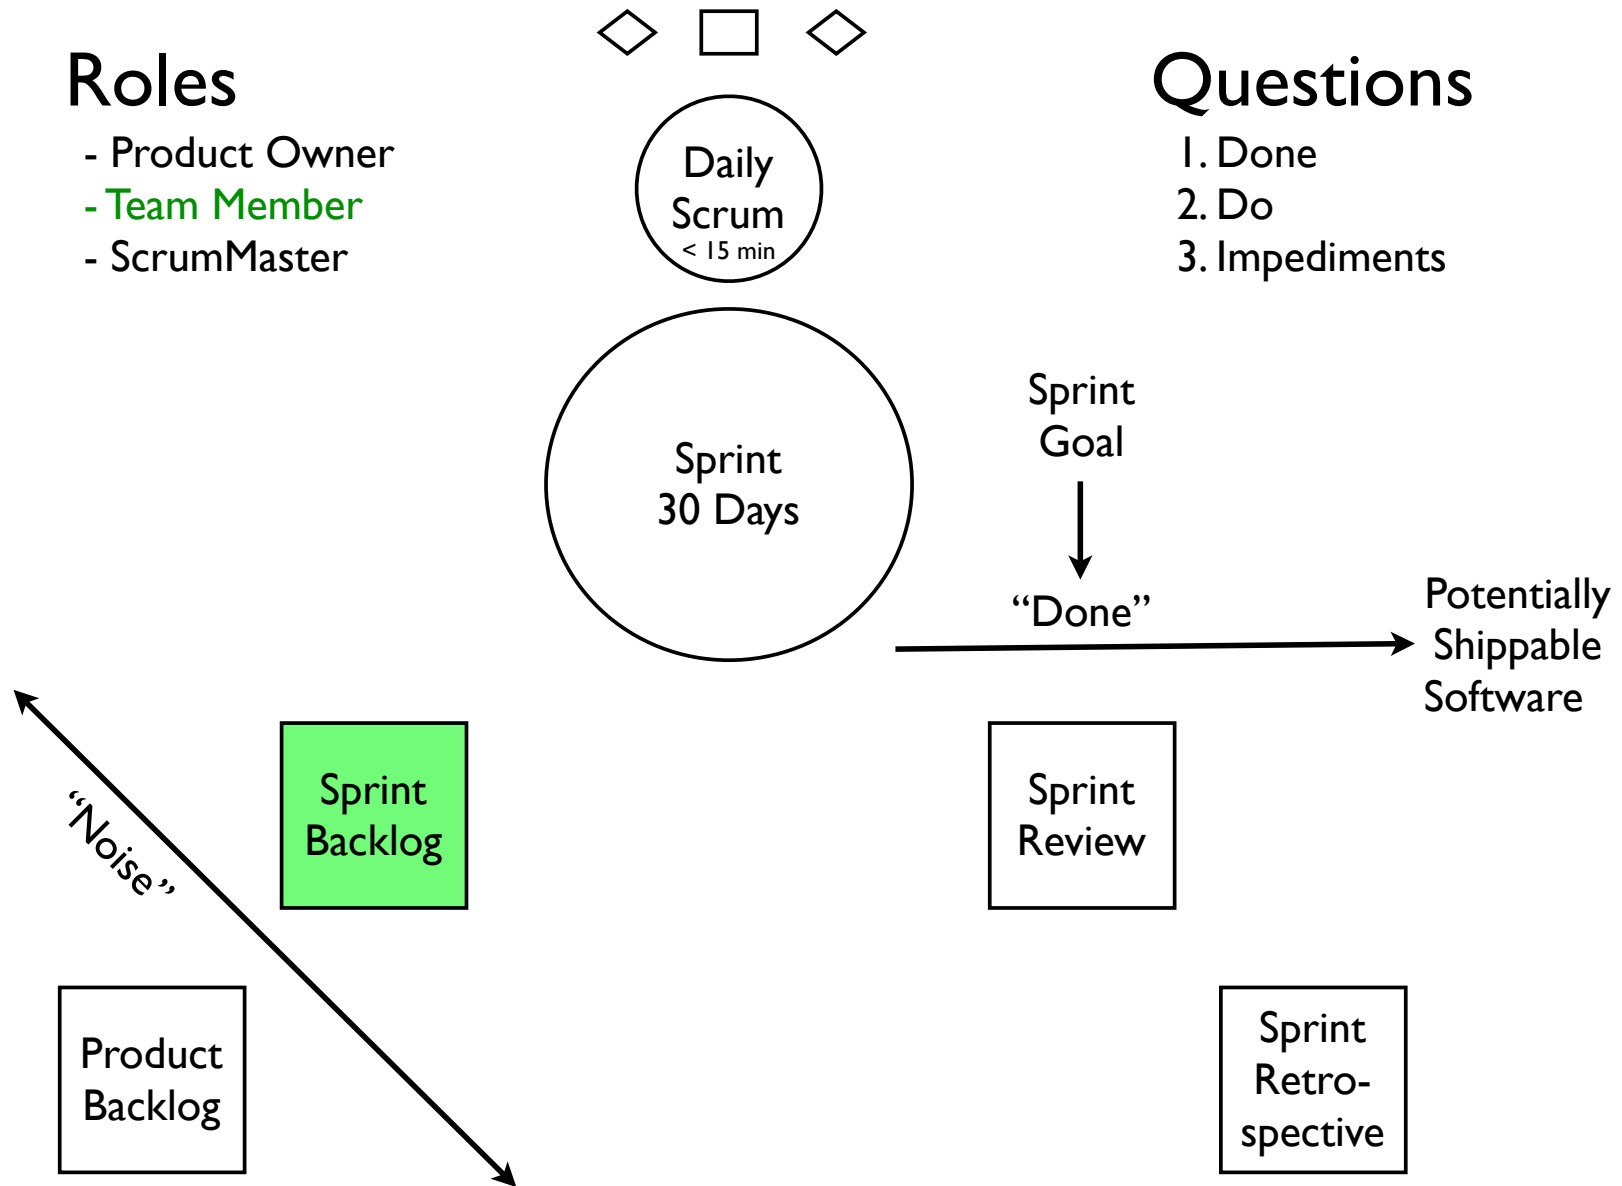 Roles
- Product Owner
- Team Member
- ScrumMaster
Daily
Scrum
< 15 min
Questions
1. Done
2. Do
3. Impediments
Sprint
30 Days
Sprint
Goal
“Done”
Potentially
Shippable
Software
“Noise”
Sprint
Backlog
Sprint
Review
Product
Backlog
Sprint
Retro-
spective